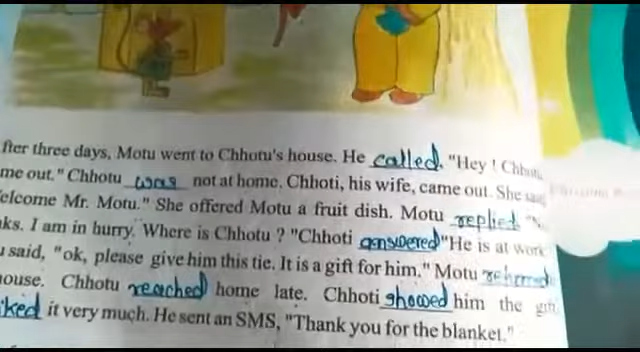 fter three days, Motu went to Chhotu's house. He called. "Hey ! Chhotu
me out." Chhotu was not at home. Chhoti, his wife, came out. She said
elcome Mr. Motu." She offered Motu a fruit dish. Motu replied
ks. I am in hurry. Where is Chhotu ? "Chhoti answered "He is at work
said, "ok, please give him this tie. It is a gift for him." Motu
ouse. Chhotu reached home late. Chhoti showed him the gift
iked it very much. He sent an SMS, "Thank you for the blanket."